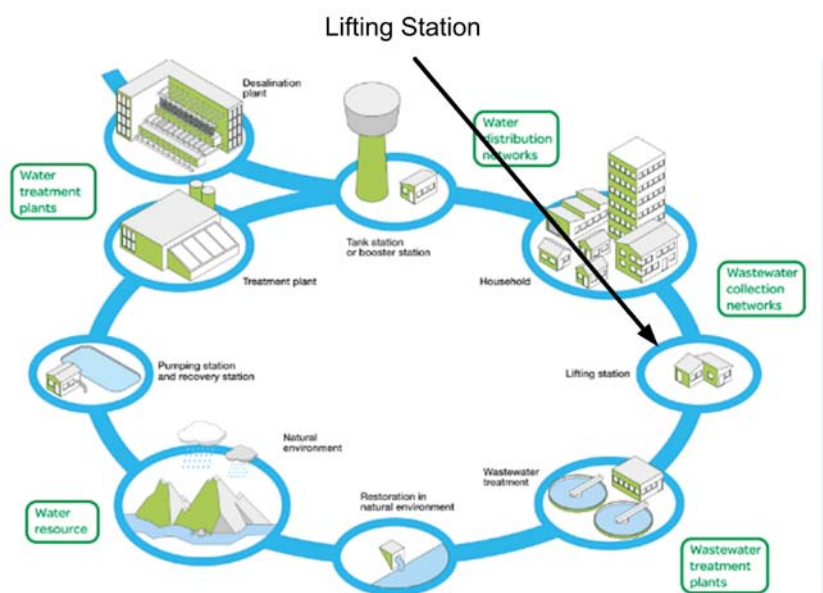 Lifting Station
Desalination
plant
Water
distribution
networks
Water
treatment
plants
Tank station
or booster station
Treatment plant
Household
Wastewater
collection
networks
Pumping station
and recovery station
Lifting station
Natural
environment
Wastewater
treatment
Restoration in
natural environment
Water
resource
Wastewater
treatment
plants